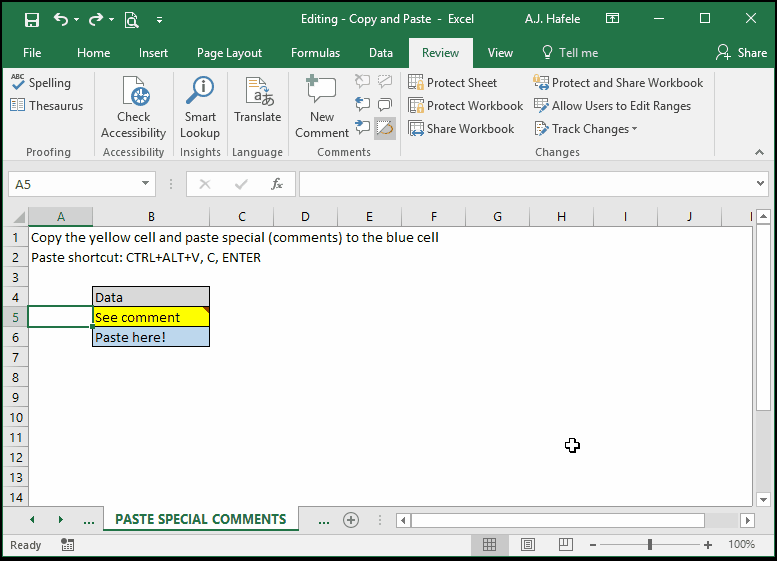 Editing - Copy and Paste - Excel A.J. Hafele
File Home Insert Page Layout Formulas Data Review View Tell me Share
ABC Spelling
Thesaurus
Proofing
Check Accessibility
Accessibility
Smart Lookup
Insights
Translate
Language
New Comment
Comments
Protect Sheet
Protect Workbook
Share Workbook
Protect and Share Workbook
Allow Users to Edit Ranges
Track Changes
Changes
A5 fx
A B C D E F G H I J
1 Copy the yellow cell and paste special (comments) to the blue cell
2 Paste shortcut: CTRL+ALT+V, C, ENTER
3
4 Data
5 See comment
6 Paste here!
7
8
9
10
11
12
13
14
... PASTE SPECIAL COMMENTS ...
Ready 100%